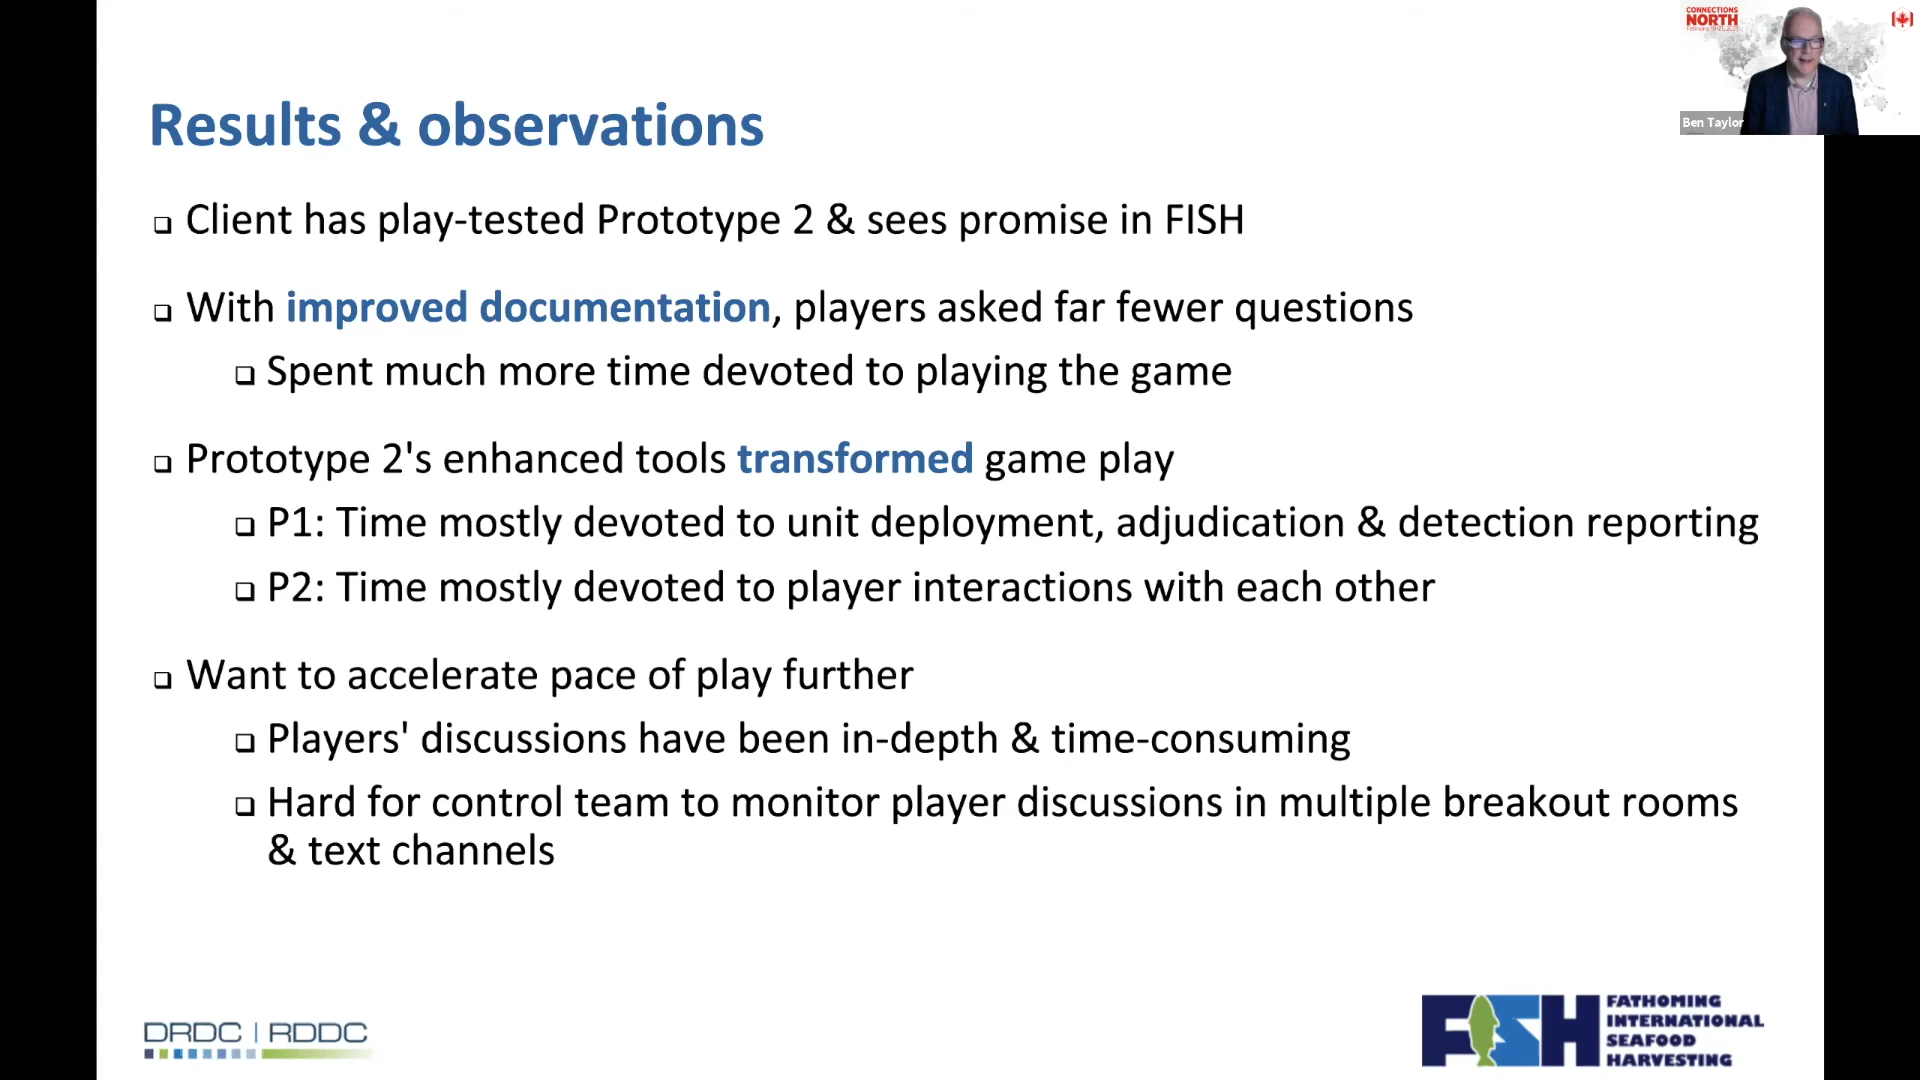 CONNECTIONS
NORTH
Ben Taylor
Results & observations
Client has play-tested Prototype 2 & sees promise in FISH
With improved documentation, players asked far fewer questions
Spent much more time devoted to playing the game
Prototype 2's enhanced tools transformed game play
P1: Time mostly devoted to unit deployment, adjudication & detection reporting
P2: Time mostly devoted to player interactions with each other
Want to accelerate pace of play further
Players' discussions have been in-depth & time-consuming
Hard for control team to monitor player discussions in multiple breakout rooms
& text channels
DRDC | RDDC
FISH
FATHOMING
INTERNATIONAL
SEAFOOD
HARVESTING